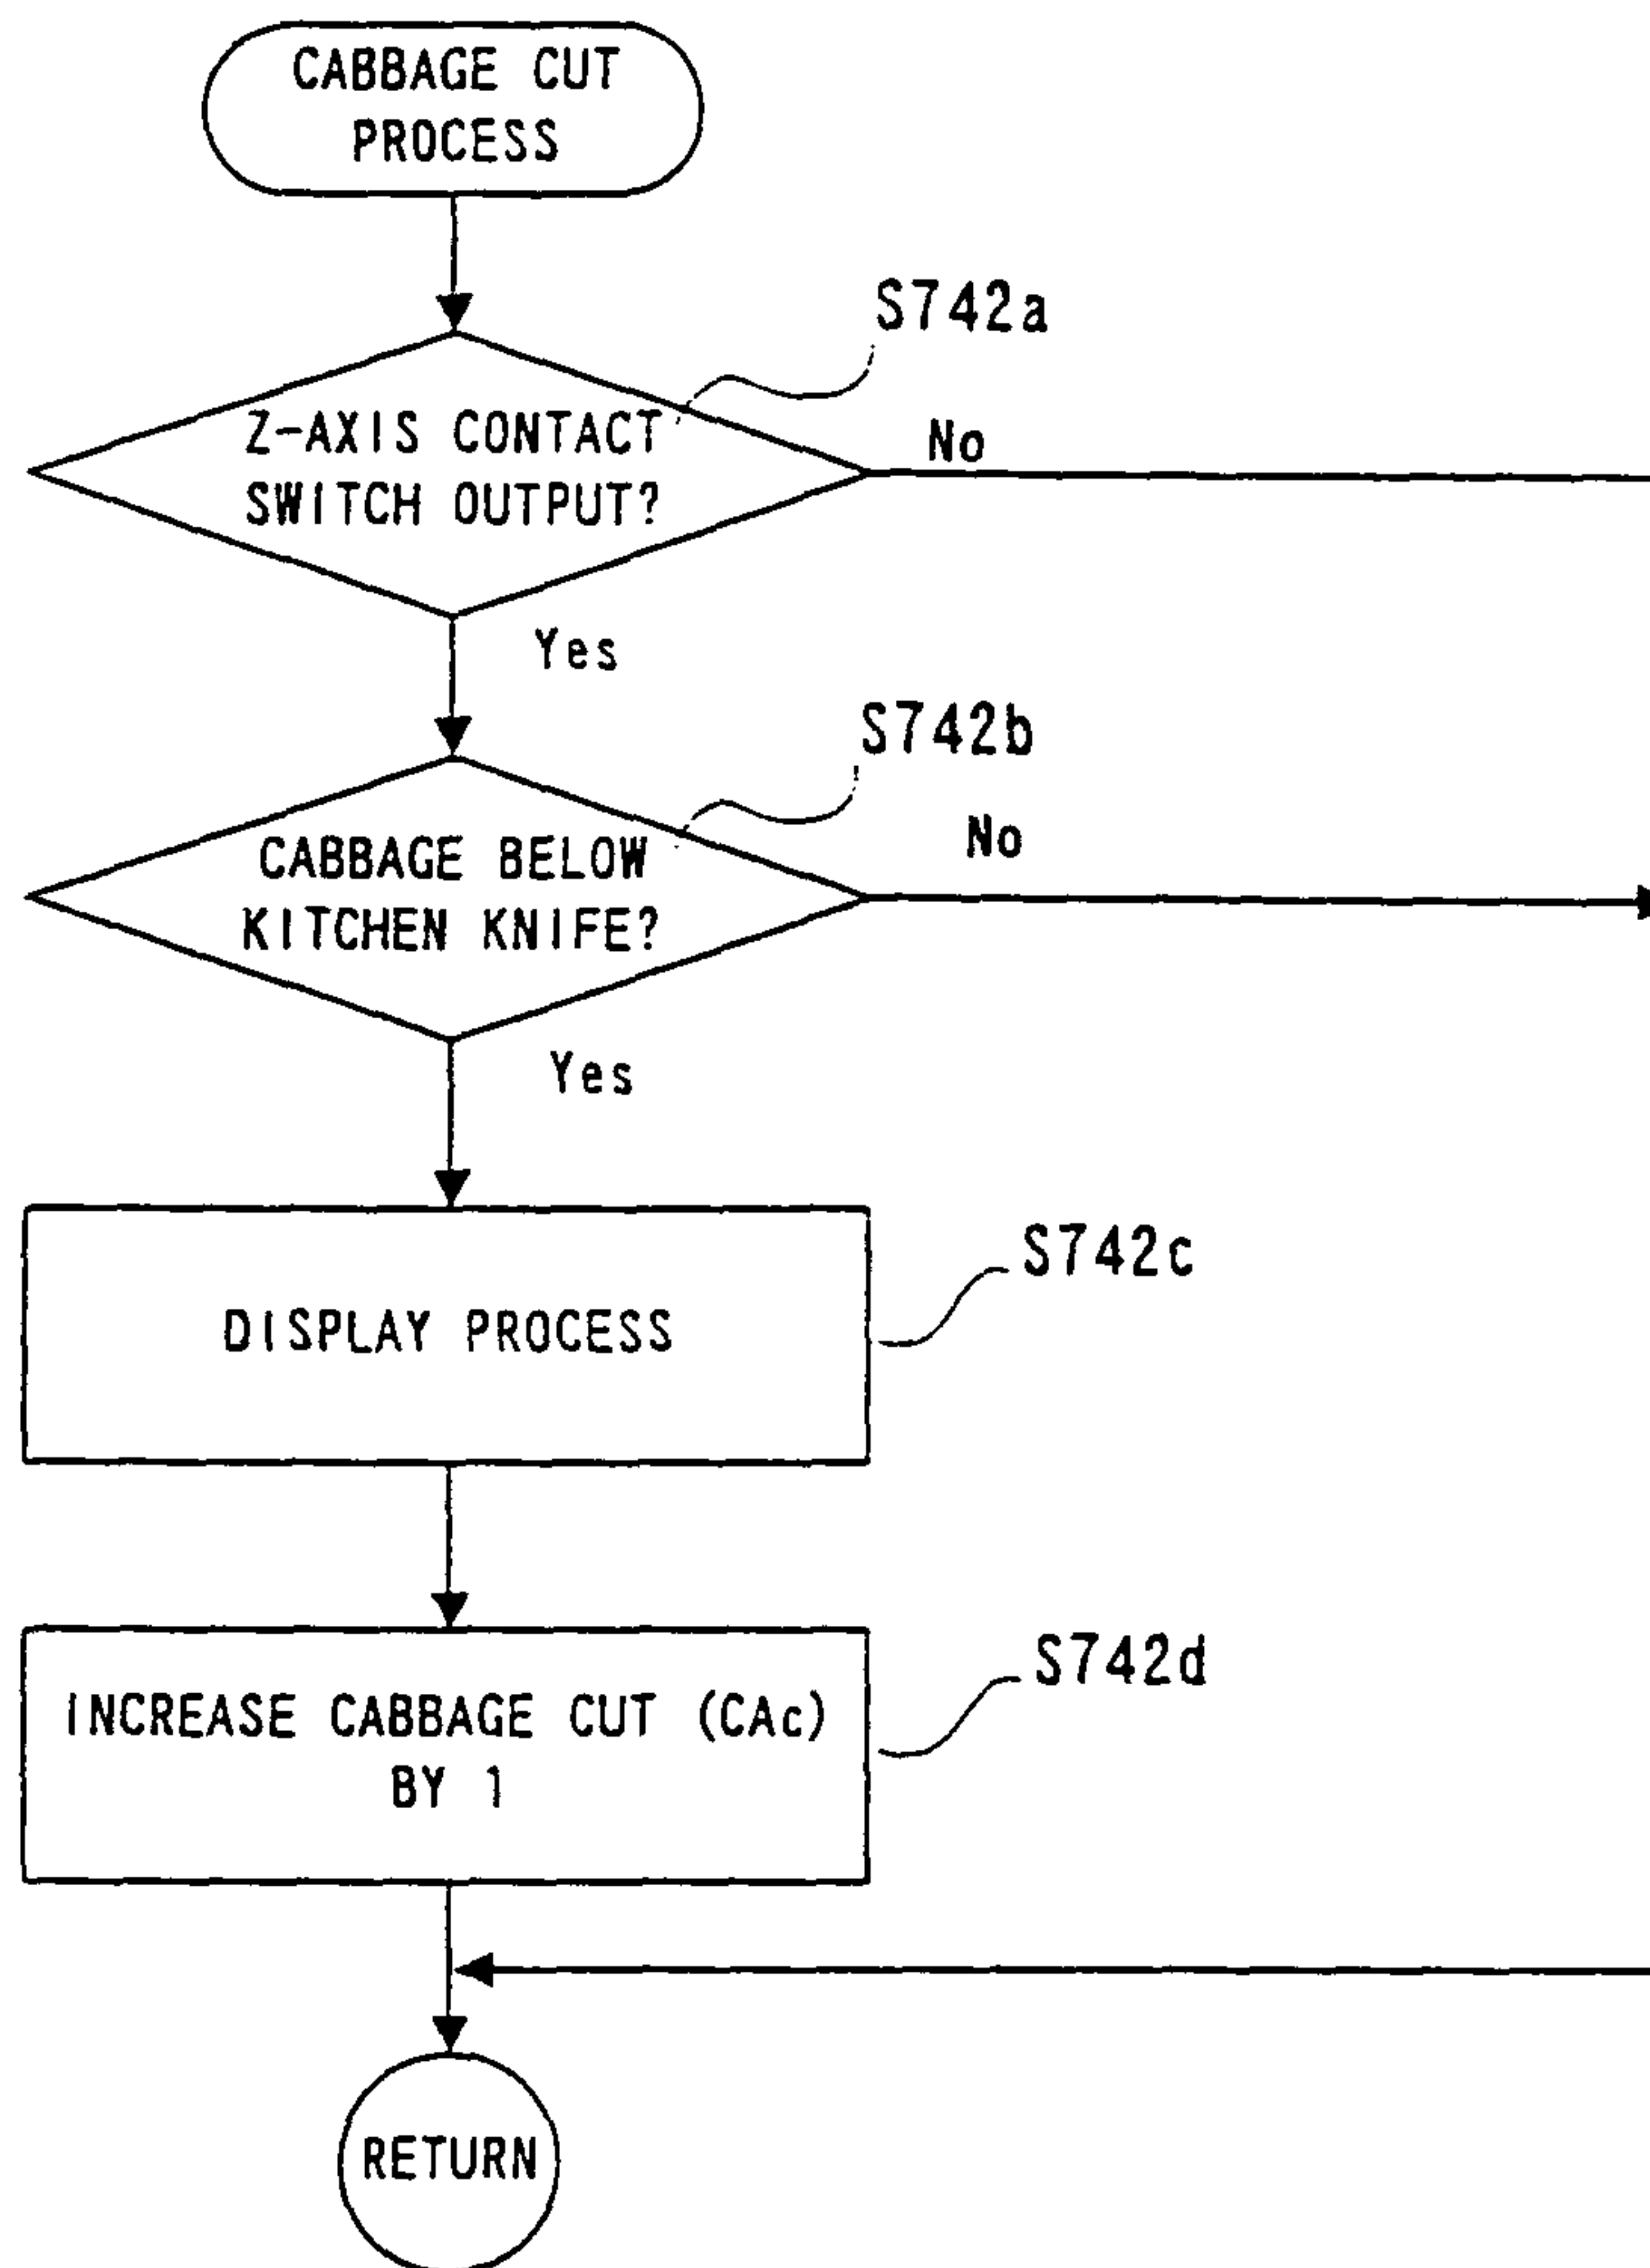 CABBAGE CUT
PROCESS
S742a
Z-AXIS CONTACT
SWITCH OUTPUT?
No
Yes
S742b
CABBAGE BELOW
KITCHEN KNIFE?
No
Yes
S742c
DISPLAY PROCESS
S742d
INCREASE CABBAGE CUT (CAc)
BY 1
RETURN